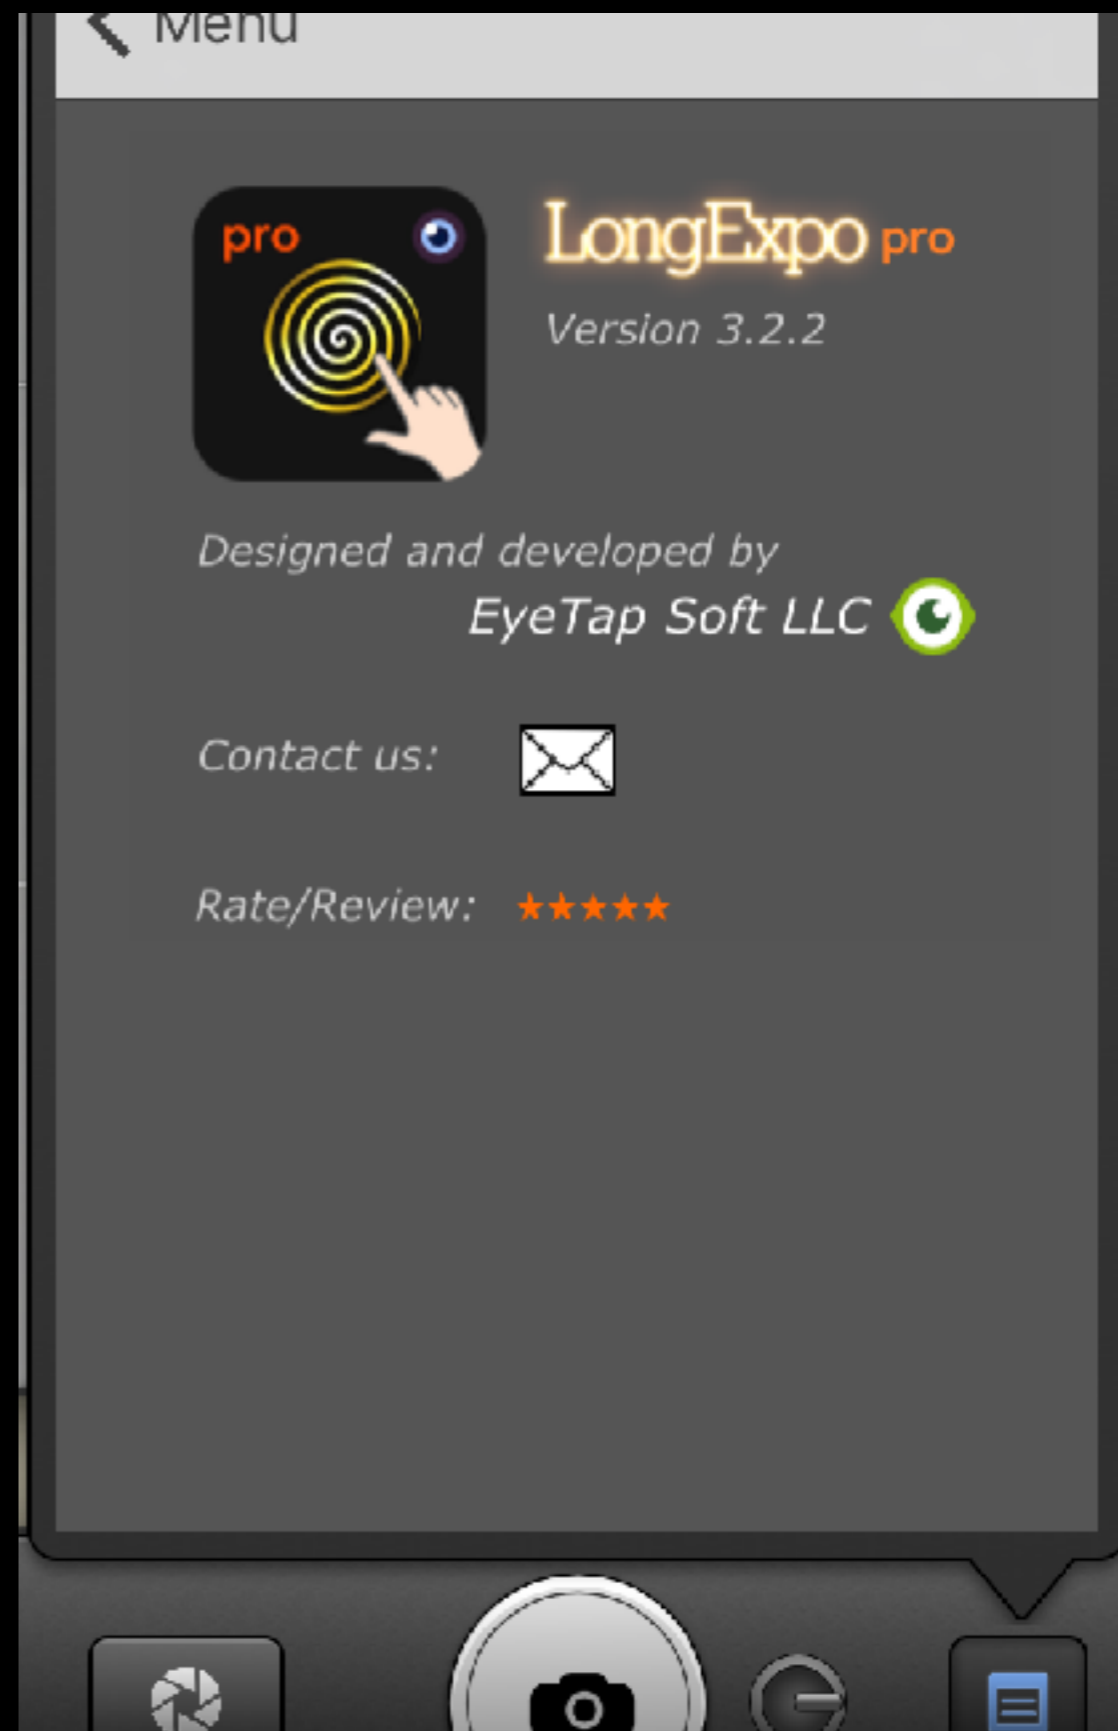 Menu
pro
LongExpo pro
Version 3.2.2
Designed and developed by
EyeTap Soft LLC
Contact us:
Rate/Review: